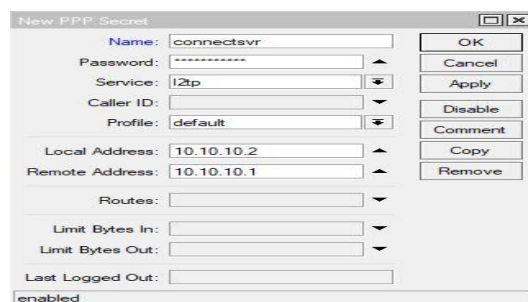 New PPP Secret
Name: connectsvr
OK
Password: ***********
Cancel
Service: l2tp
Apply
Caller ID:
Disable
Profile: default
Comment
Local Address: 10.10.10.2
Copy
Remote Address: 10.10.10.1
Remove
Routes:
Limit Bytes In:
Limit Bytes Out:
Last Logged Out:
enabled